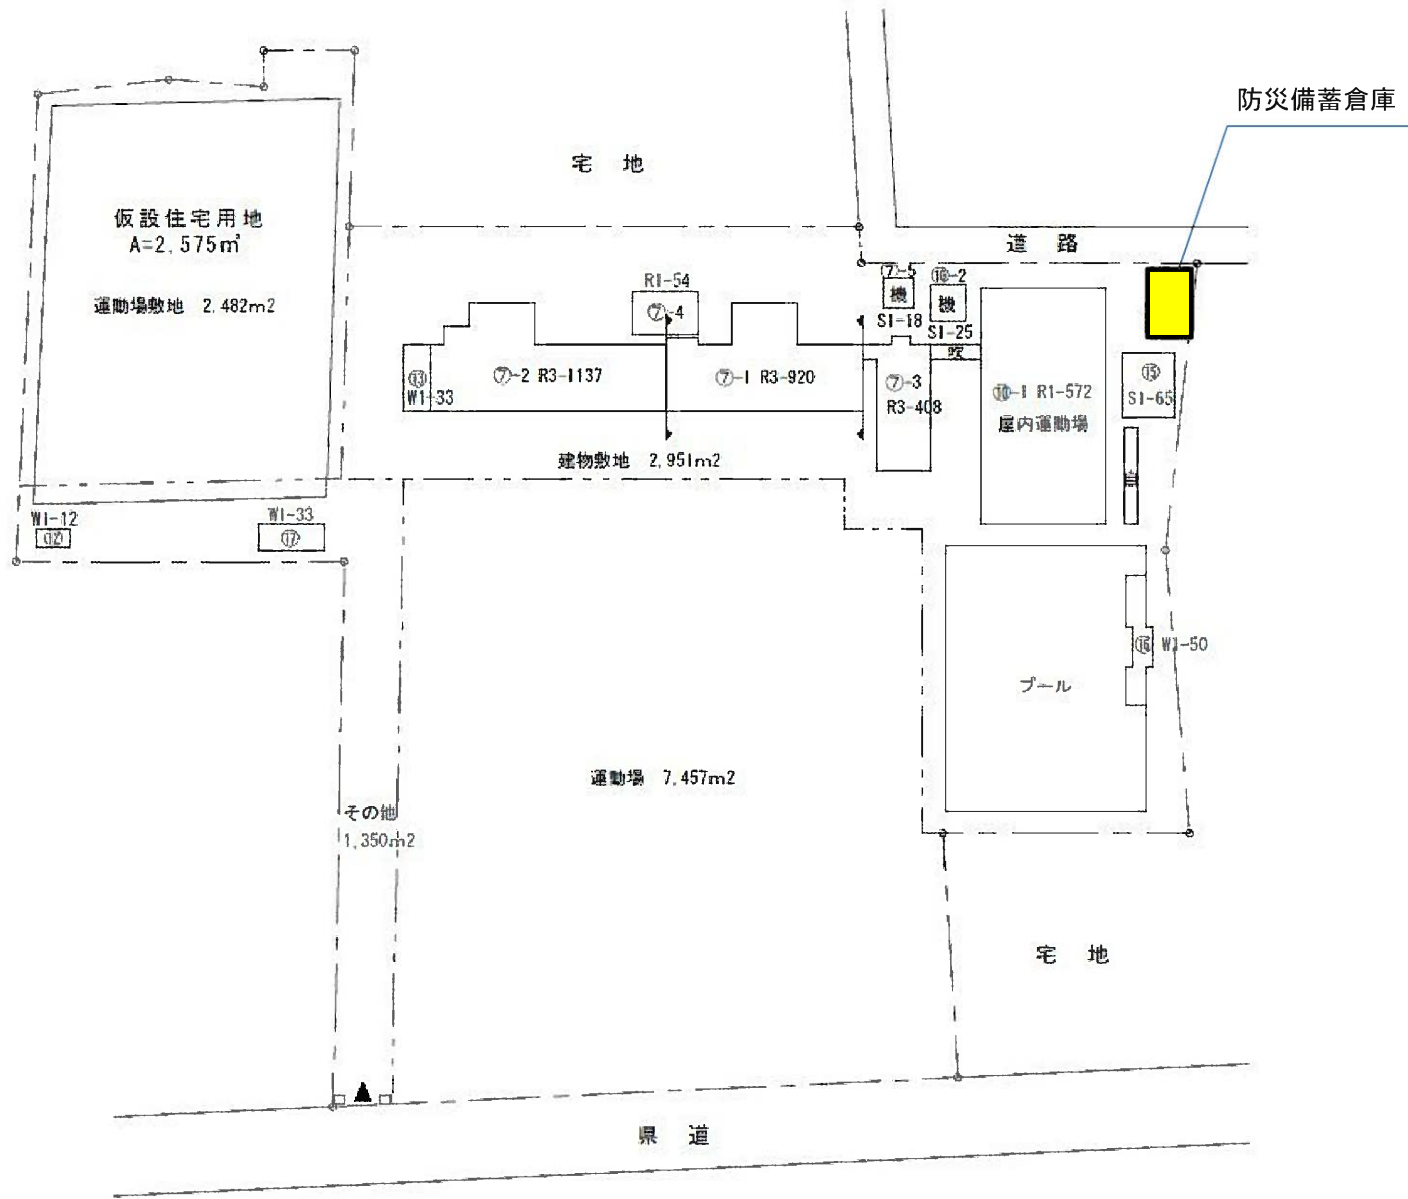 防災備蓄倉庫
宅 地
仮設住宅用地
A=2,575㎡
運動場敷地 2,482m2
道 路
⑦-5
⑩-2
機
機
S1-18
S1-25
吹
R1-54
⑦-4
⑬
W1-33
⑦-2 R3-1137
⑦-1 R3-920
⑦-3
R3-408
⑩-1 R1-572
屋内運動場
⑮
S1-65
建物敷地 2,951m2
W1-12
⑫
W1-33
⑰
⑯ W1-50
プール
運動場 7,457m2
その他
1,350m2
宅 地
県 道